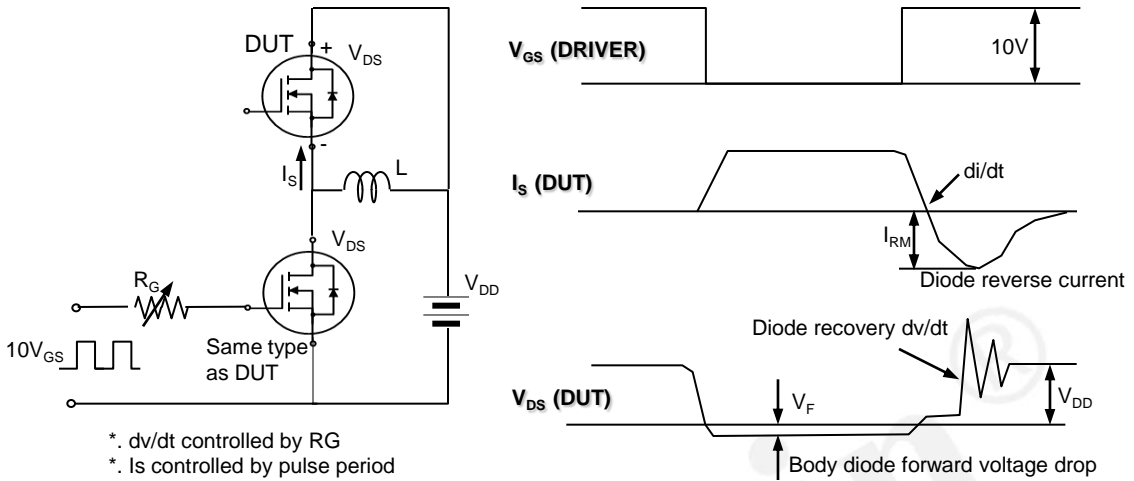 DUT
+
V_DS
-
I_S
L
V_DS
R_G
V_DD
10V_GS
Same type
as DUT
*. dv/dt controlled by RG
*. Is controlled by pulse period
V_GS (DRIVER)
10V
I_S (DUT)
di/dt
I_RM
Diode reverse current
Diode recovery dv/dt
V_DS (DUT)
V_F
V_DD
Body diode forward voltage drop
®
in